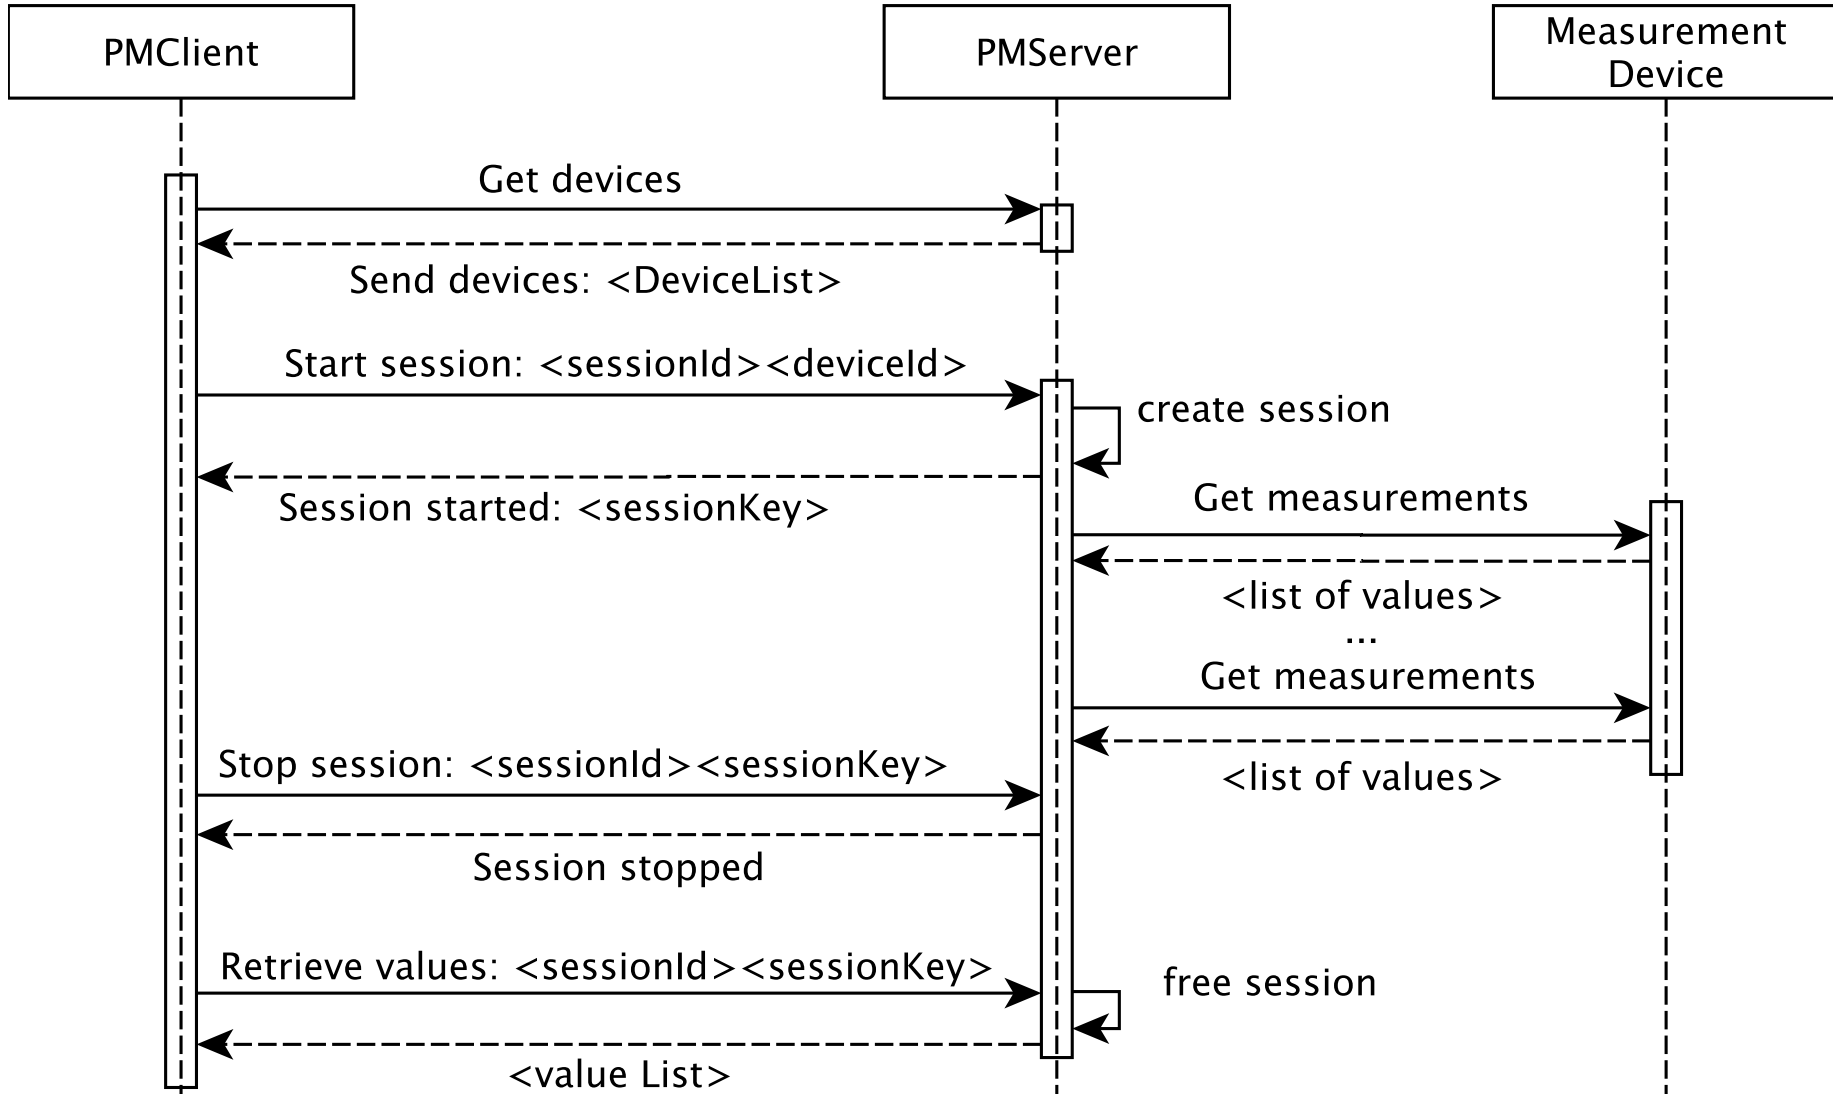 PMClient
PMServer
Measurement
Device
Get devices
Send devices: <DeviceList>
Start session: <sessionId><deviceId>
create session
Session started: <sessionKey>
Get measurements
<list of values>
...
Get measurements
Stop session: <sessionId><sessionKey>
<list of values>
Session stopped
Retrieve values: <sessionId><sessionKey>
free session
<value List>